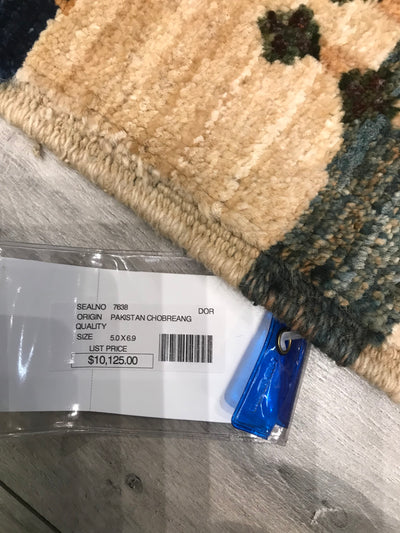 SEALNO 7638 DOR
ORIGIN PAKISTAN CHOBREANG
QUALITY
SIZE 5.0 X 6.9
LIST PRICE
$10,125.00